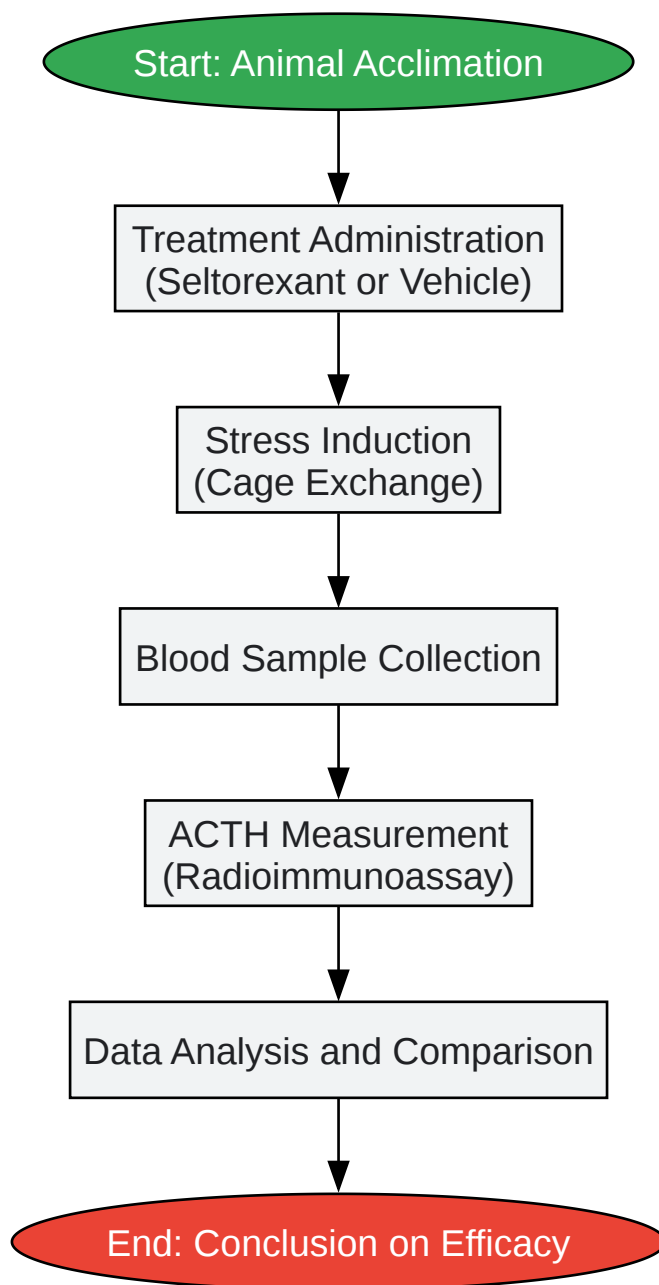 Start: Animal Acclimation
Treatment Administration
(Seltorexant or Vehicle)
Stress Induction
(Cage Exchange)
Blood Sample Collection
ACTH Measurement
(Radioimmunoassay)
Data Analysis and Comparison
End: Conclusion on Efficacy